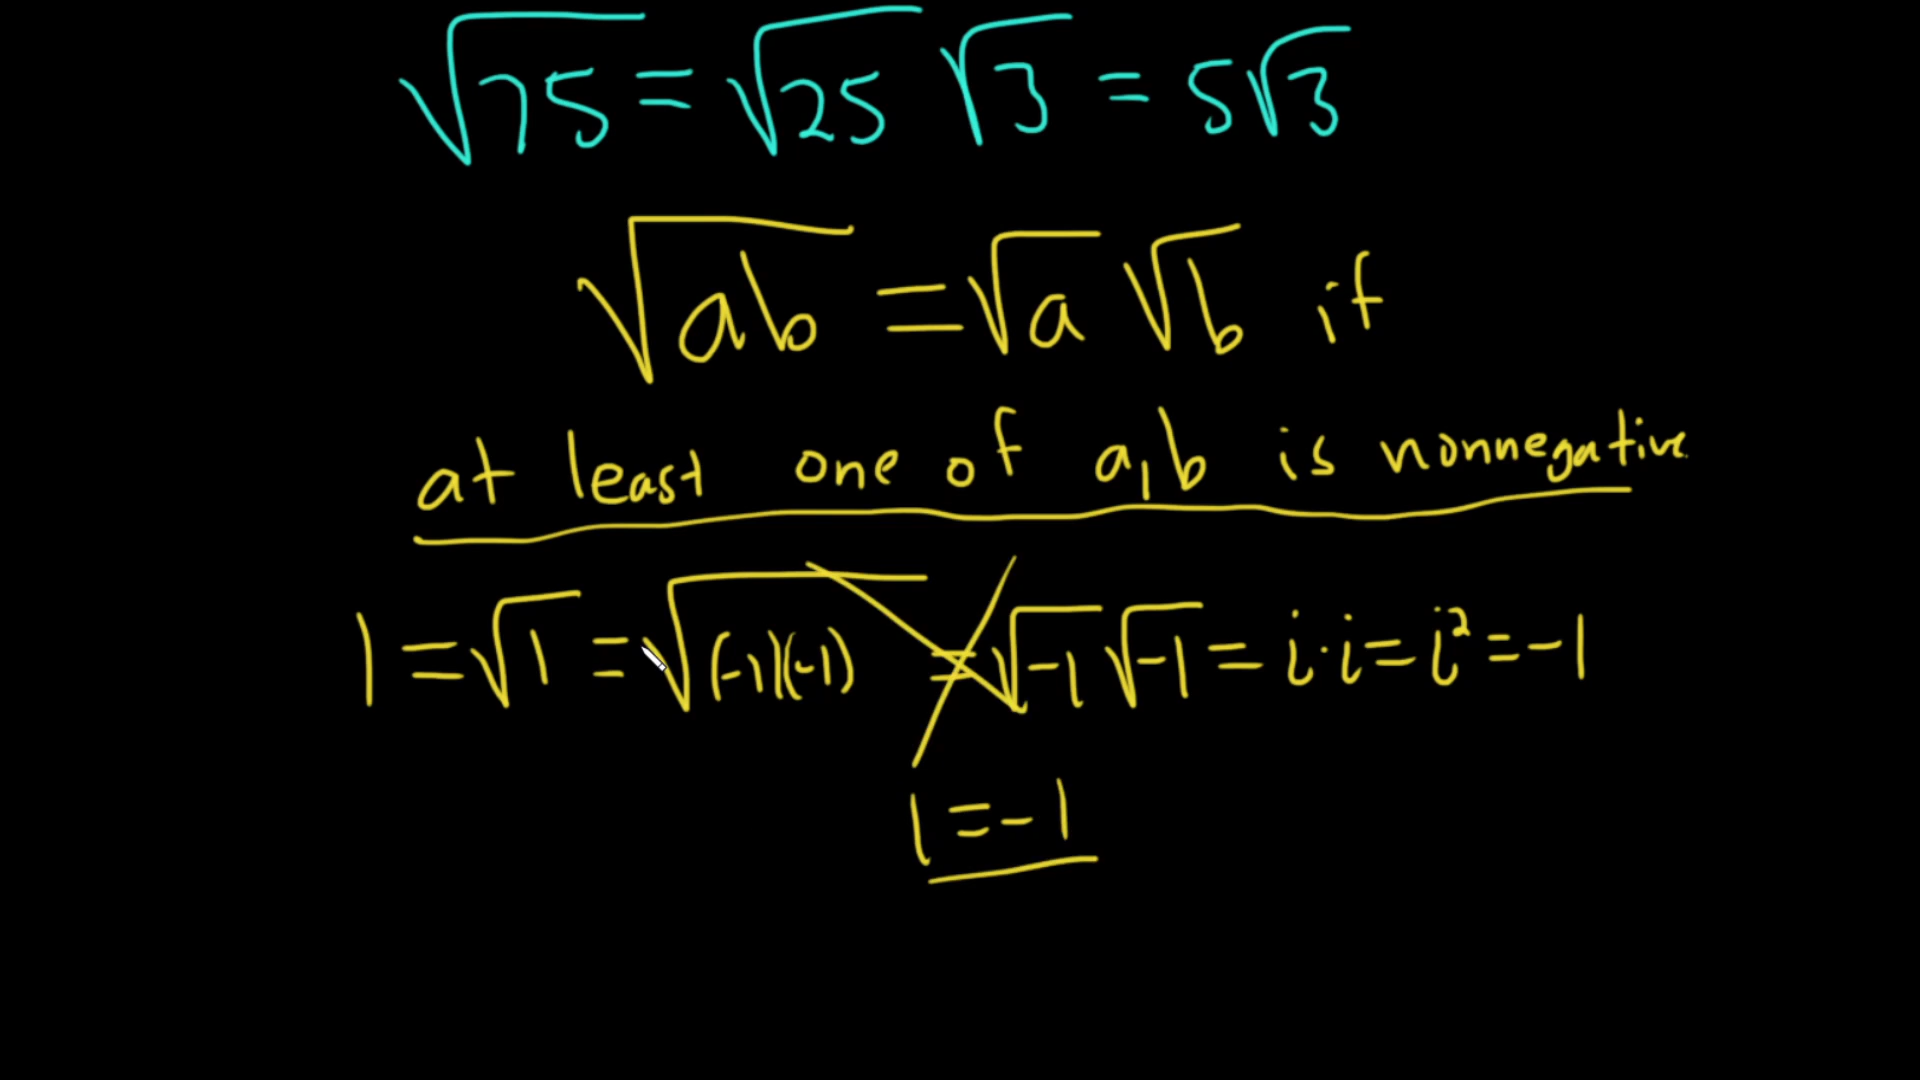 √75 = √25 √3 = 5√3
√ab = √a √b if
at least one of a,b is nonnegative.
1 = √1 = √(-1)(-1) = √-1 √-1 = i·i = i² = -1
1 = -1